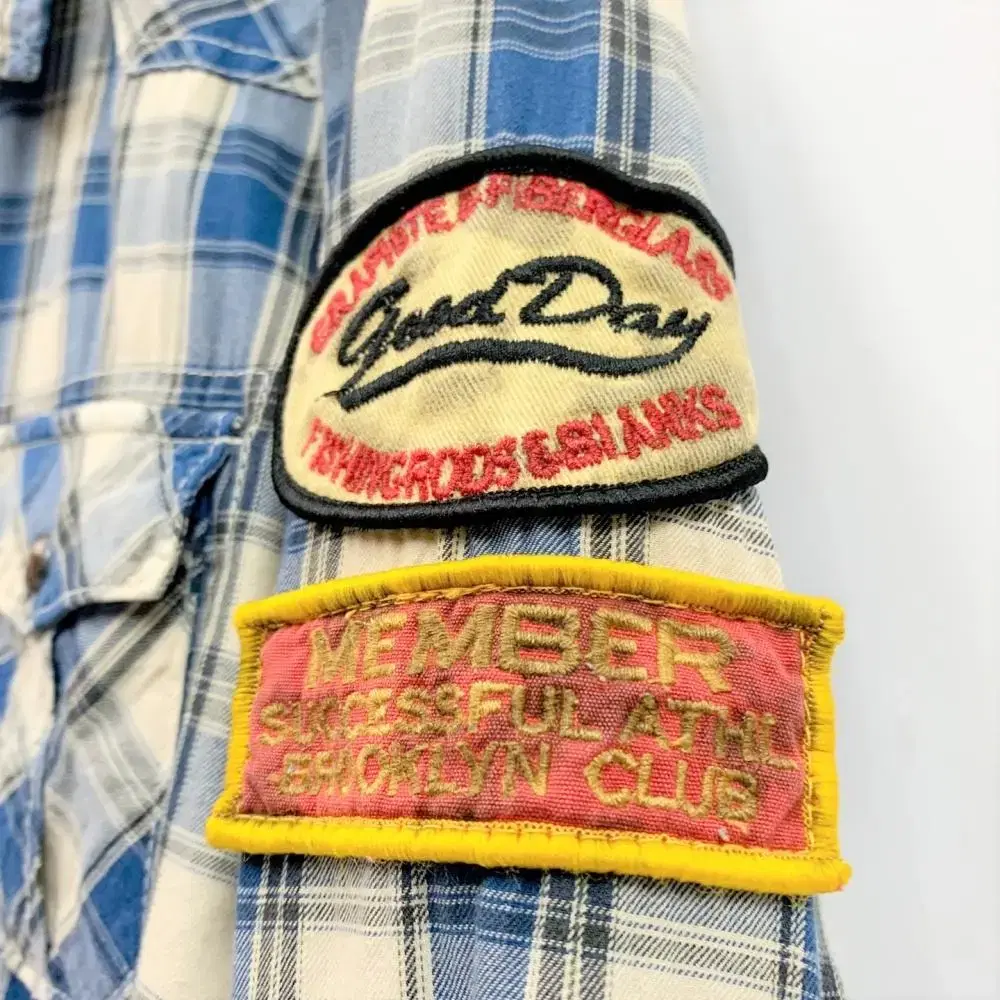 GRAPHITE & FIBERGLASS
Good Day
FISHING RODS & BLANKS
MEMBER
SUCCESSFUL ATHL
BROOKLYN CLUB